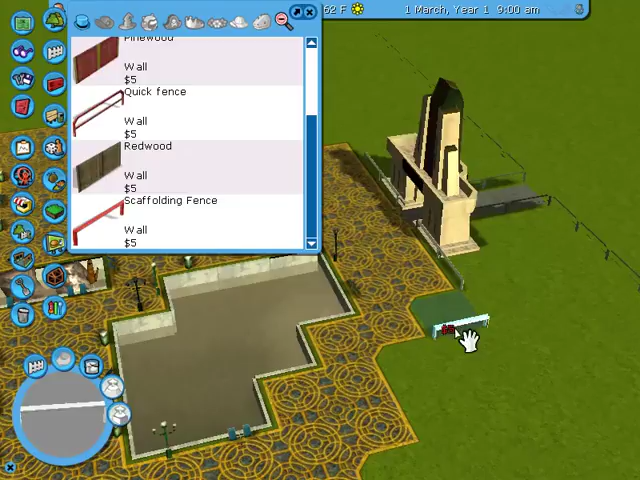 62 F
1 March, Year 1 9:00 am
Pinewood
Wall
$5
Quick fence
Wall
$5
Redwood
Wall
$5
Scaffolding Fence
Wall
$5